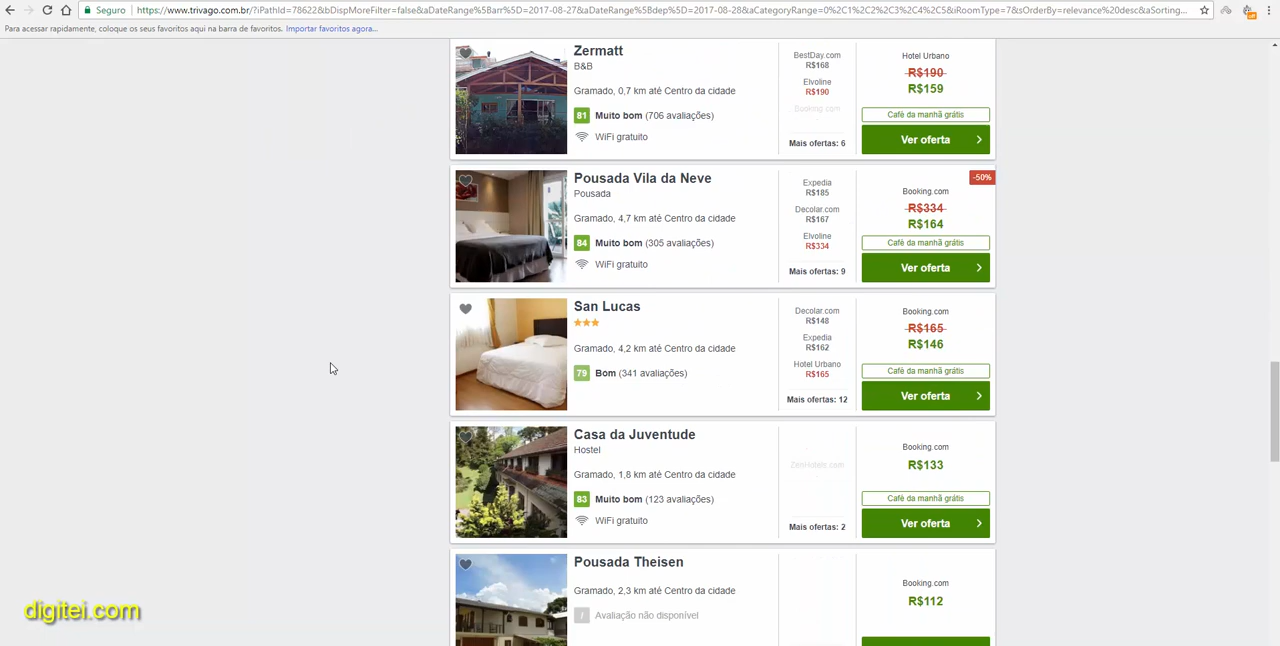 Seguro
https://www.trivago.com.br/?iPathId=78622&bDispMoreFilter=false&aDateRange%5Barr%5D=2017-08-27&aDateRange%5Bdep%5D=2017-08-28&aCategoryRange=0%2C1%2C2%2C3%2C4%2C5&iRoomType=7&sOrderBy=relevance%20desc&aSorting...
Para acessar rapidamente, coloque os seus favoritos aqui na barra de favoritos. Importar favoritos agora...
Zermatt
B&B
Gramado, 0,7 km até Centro da cidade
81 Muito bom (706 avaliações)
WiFi gratuito
BestDay.com
R$168
Elvoline
R$190
Booking.com
Mais ofertas: 6
Hotel Urbano
R$190
R$159
Café da manhã grátis
Ver oferta
Pousada Vila da Neve
Pousada
Gramado, 4,7 km até Centro da cidade
84 Muito bom (305 avaliações)
WiFi gratuito
Expedia
R$185
Decolar.com
R$167
Elvoline
R$334
Mais ofertas: 9
-50%
Booking.com
R$334
R$164
Café da manhã grátis
Ver oferta
San Lucas
Gramado, 4,2 km até Centro da cidade
79 Bom (341 avaliações)
Decolar.com
R$148
Expedia
R$162
Hotel Urbano
R$165
Mais ofertas: 12
Booking.com
R$165
R$146
Café da manhã grátis
Ver oferta
Casa da Juventude
Hostel
Gramado, 1,8 km até Centro da cidade
83 Muito bom (123 avaliações)
WiFi gratuito
ZenHotels.com
Mais ofertas: 2
Booking.com
R$133
Café da manhã grátis
Ver oferta
Pousada Theisen
Gramado, 2,3 km até Centro da cidade
/ Avaliação não disponível
Booking.com
R$112
digitei.com